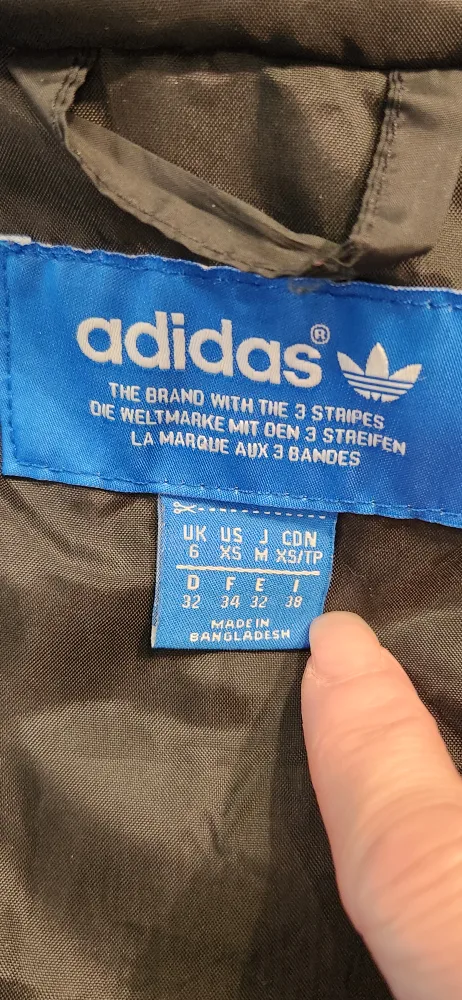 adidas®
THE BRAND WITH THE 3 STRIPES
DIE WELTMARKE MIT DEN 3 STREIFEN
LA MARQUE AUX 3 BANDES
UK US J CDN
6 XS M XS/TP
D F E I
32 34 32 38
MADE IN
BANGLADESH